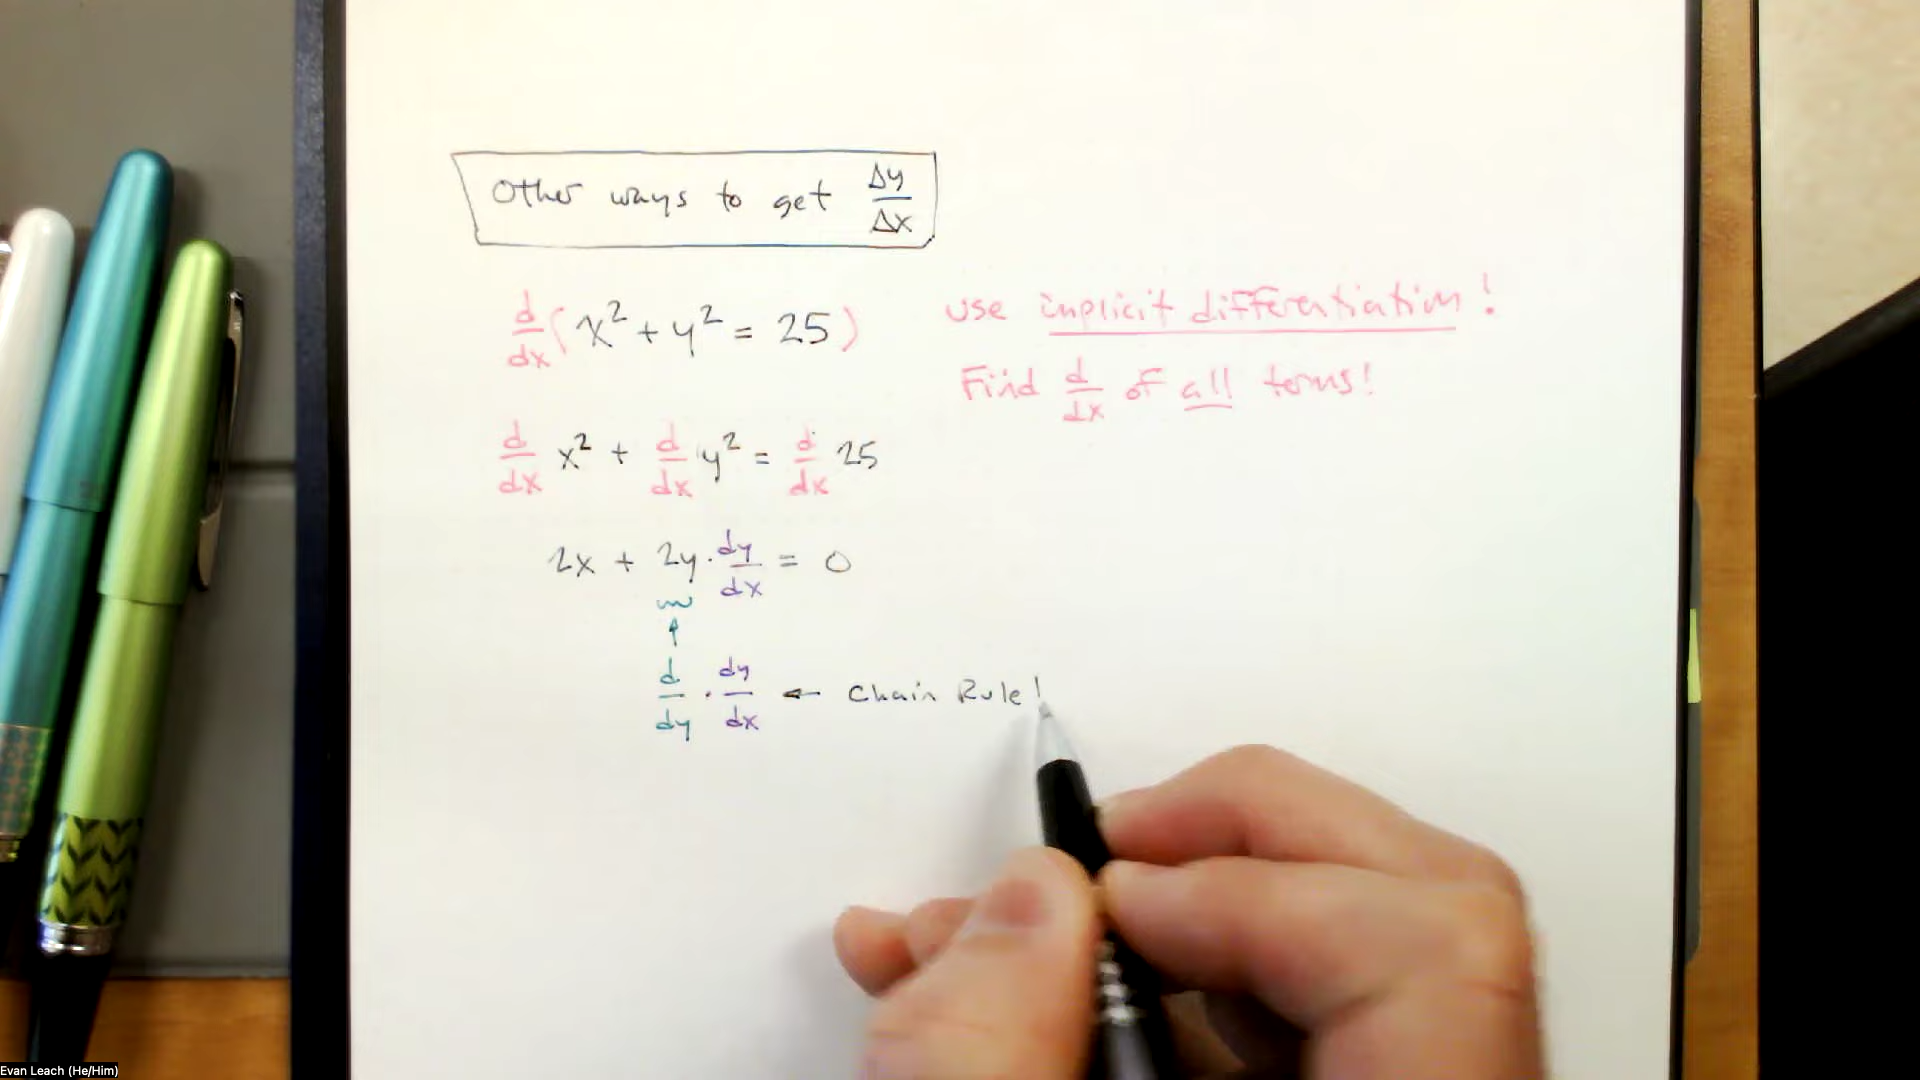 Other ways to get Δy/Δx
d/dx (x² + y² = 25)
use implicit differentiation!
Find d/dx of all terms!
d/dx x² + d/dx y² = d/dx 25
2x + 2y · dy/dx = 0
d/dy · dy/dx ← Chain Rule!
Evan Leach (He/Him)